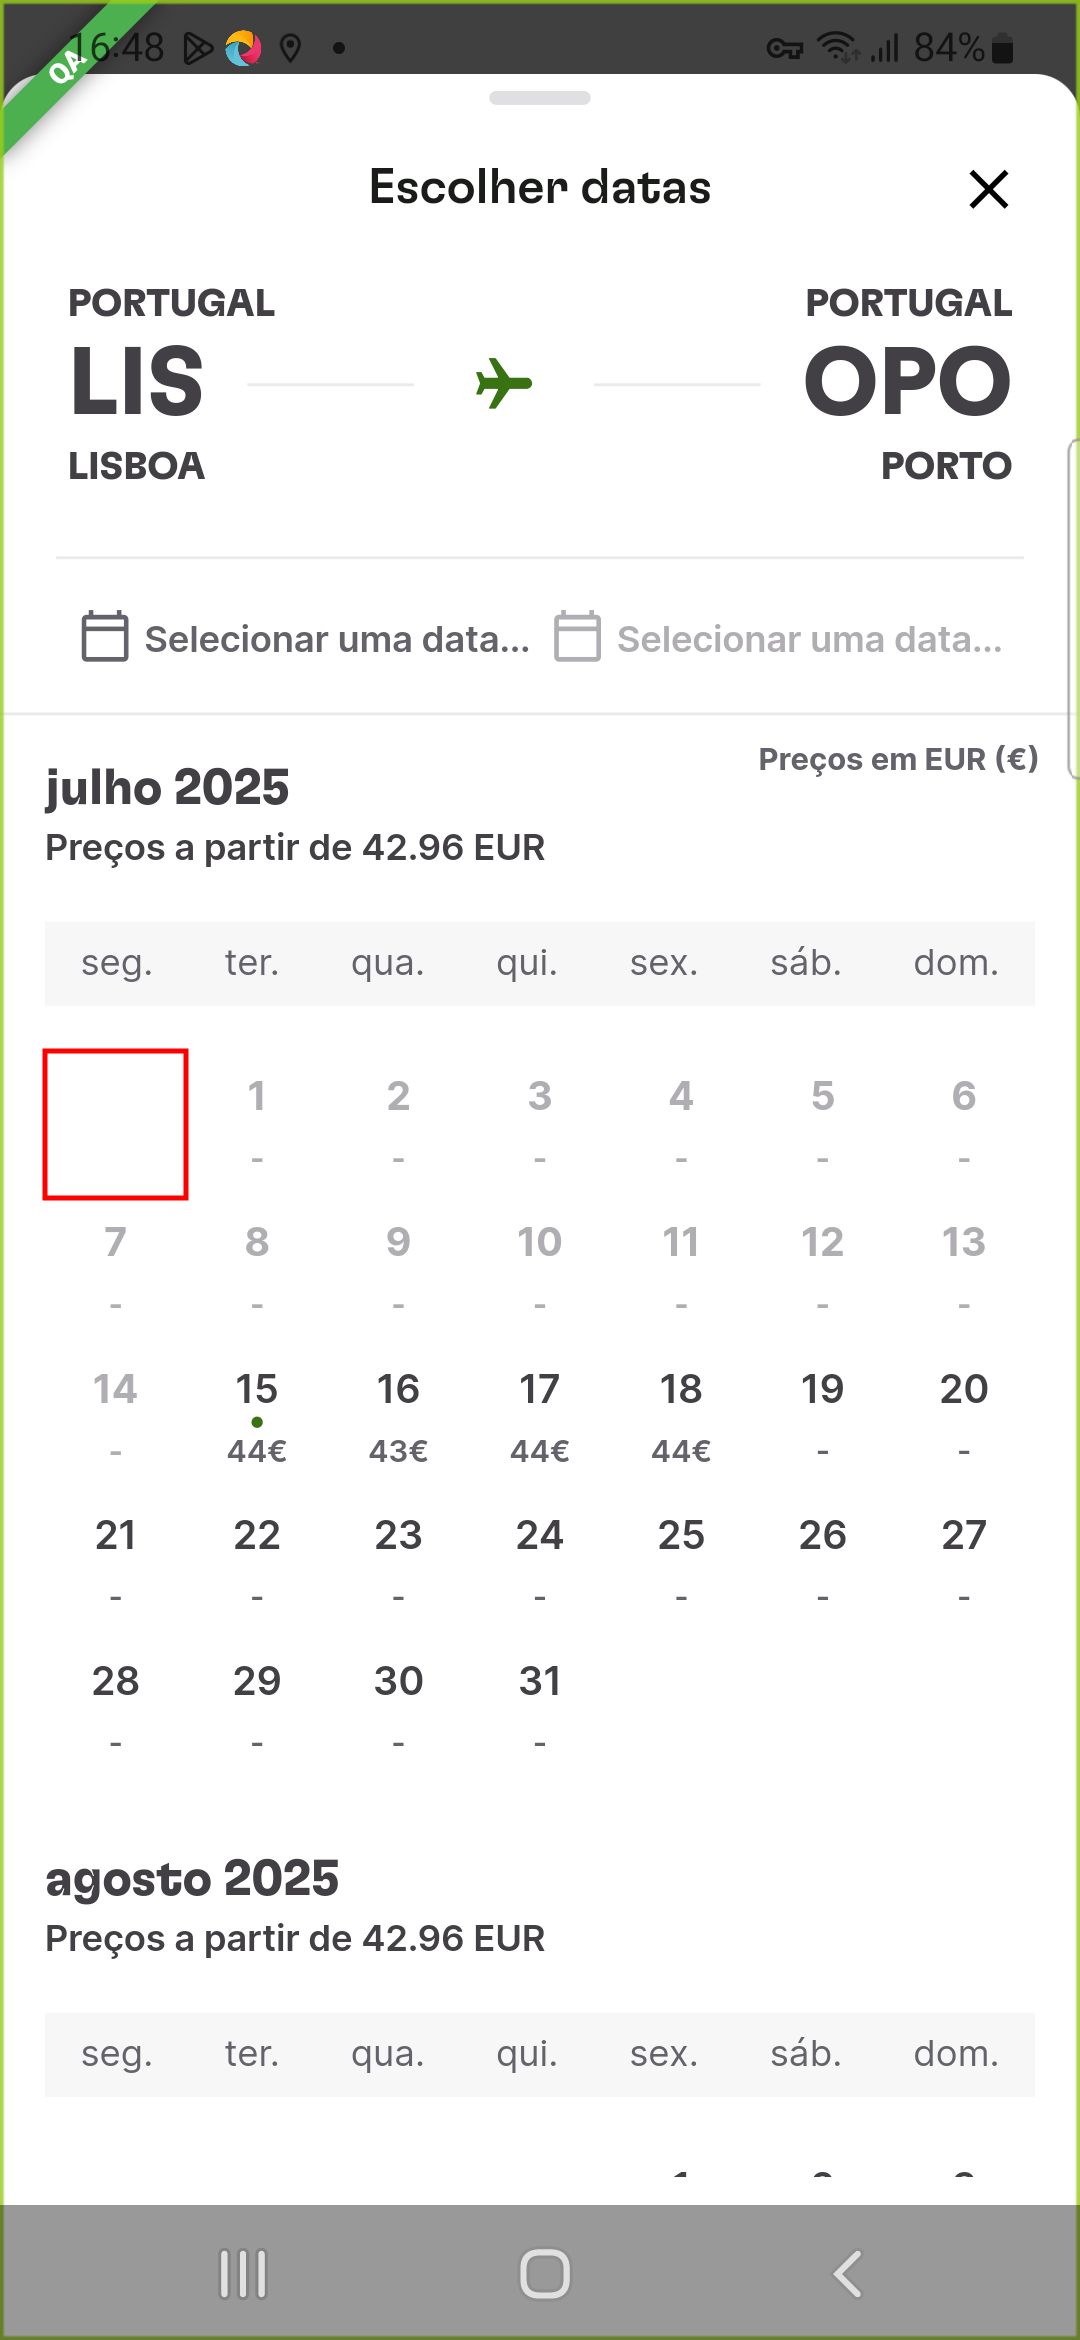 16:48
84%
QA
Escolher datas
PORTUGAL PORTUGAL
LIS OPO
LISBOA PORTO
Selecionar uma data... Selecionar uma data...
Preços em EUR (€)
julho 2025
Preços a partir de 42.96 EUR
seg. ter. qua. qui. sex. sáb. dom.
1 2 3 4 5 6
- - - - - -
7 8 9 10 11 12 13
- - - - - - -
14 15 16 17 18 19 20
- 44€ 43€ 44€ 44€ - -
21 22 23 24 25 26 27
- - - - - - -
28 29 30 31
- - - -
agosto 2025
Preços a partir de 42.96 EUR
seg. ter. qua. qui. sex. sáb. dom.